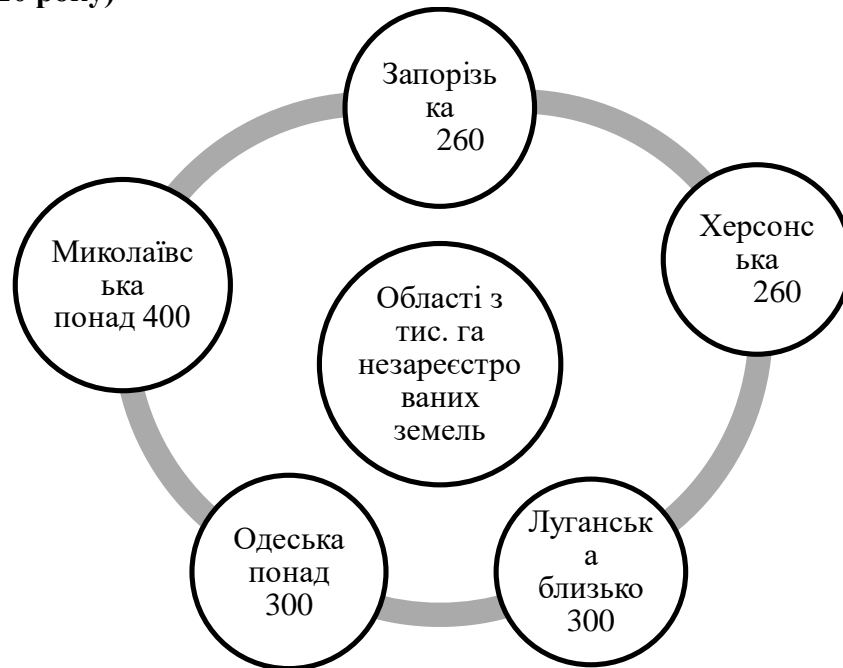 Запорізь
ка
260
Херсонс
ька
260
Луганськ
а
близько
300
Одеська
понад
300
Миколаївс
ька
понад 400
Області з
тис. га
незареєстро
ваних
земель